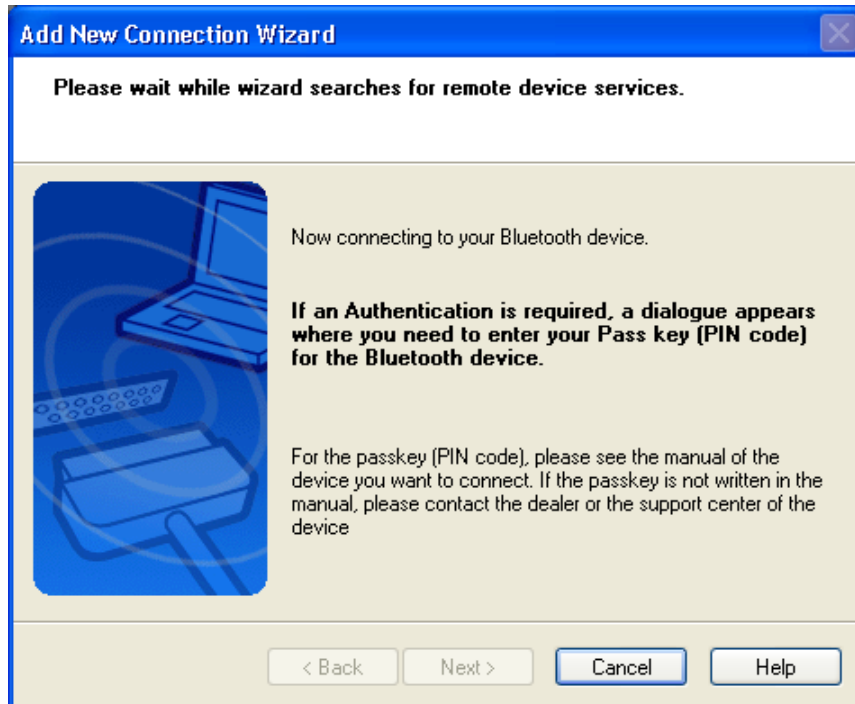 Add New Connection Wizard
Please wait while wizard searches for remote device services.
Now connecting to your Bluetooth device.
If an Authentication is required, a dialogue appears
where you need to enter your Pass key (PIN code)
for the Bluetooth device.
For the passkey (PIN code), please see the manual of the
device you want to connect. If the passkey is not written in the
manual, please contact the dealer or the support center of the
device
< Back Next > Cancel Help